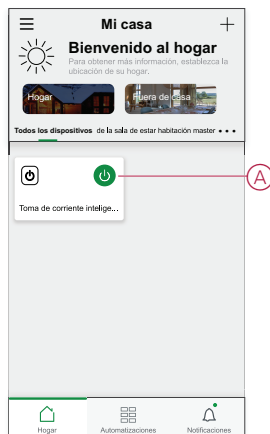 Mi casa
Bienvenido al hogar
Para obtener más información, establezca la
ubicación de su hogar.
Hogar
Fuera de casa
Todos los dispositivos de la sala de estar habitación master
Toma de corriente intelige...
A
Hogar
Automatizaciones
Notificaciones